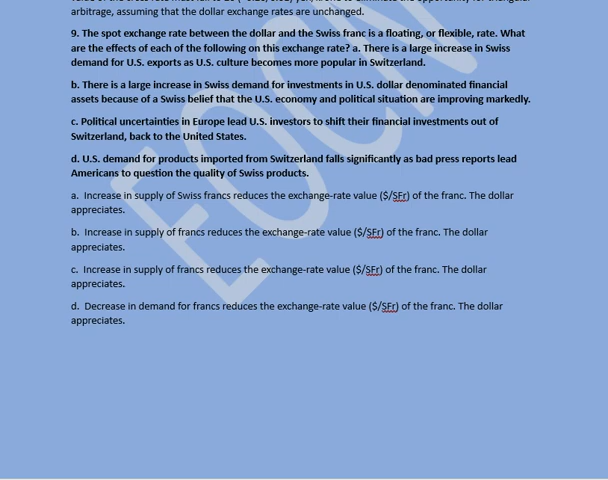 arbitrage, assuming that the dollar exchange rates are unchanged.
9. The spot exchange rate between the dollar and the Swiss franc is a floating, or flexible, rate. What
are the effects of each of the following on this exchange rate? a. There is a large increase in Swiss
demand for U.S. exports as U.S. culture becomes more popular in Switzerland.
b. There is a large increase in Swiss demand for investments in U.S. dollar denominated financial
assets because of a Swiss belief that the U.S. economy and political situation are improving markedly.
c. Political uncertainties in Europe lead U.S. investors to shift their financial investments out of
Switzerland, back to the United States.
d. U.S. demand for products imported from Switzerland falls significantly as bad press reports lead
Americans to question the quality of Swiss products.
a. Increase in supply of Swiss francs reduces the exchange-rate value ($/SFr) of the franc. The dollar
appreciates.
b. Increase in supply of francs reduces the exchange-rate value ($/SFr) of the franc. The dollar
appreciates.
c. Increase in supply of francs reduces the exchange-rate value ($/SFr) of the franc. The dollar
appreciates.
d. Decrease in demand for francs reduces the exchange-rate value ($/SFr) of the franc. The dollar
appreciates.